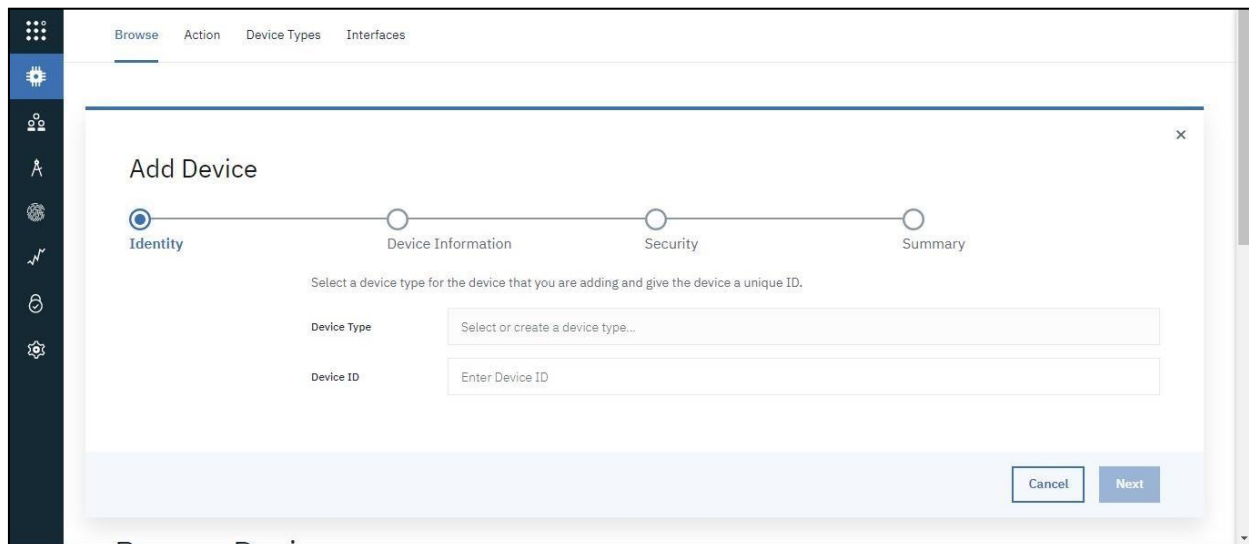 Browse Action Device Types Interfaces
Add Device
Identity Device Information Security Summary
Select a device type for the device that you are adding and give the device a unique ID.
Device Type Select or create a device type...
Device ID Enter Device ID
Cancel Next